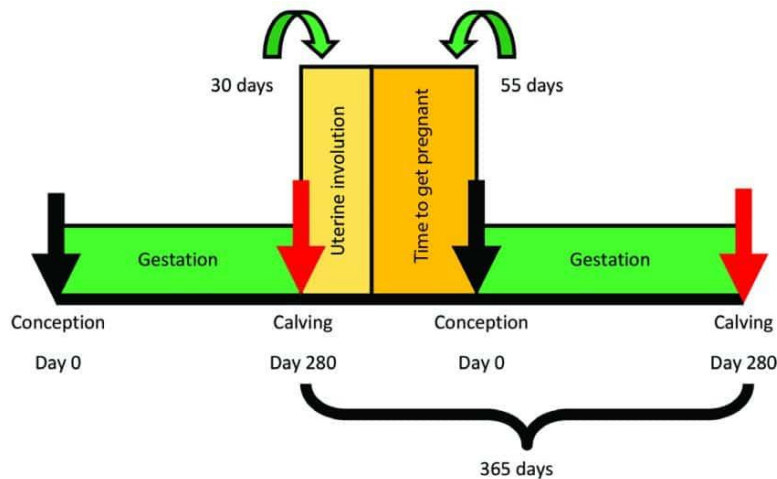 30 days
55 days
Uterine involution
Time to get pregnant
Gestation
Gestation
Conception
Calving
Conception
Calving
Day 0
Day 280
Day 0
Day 280
365 days